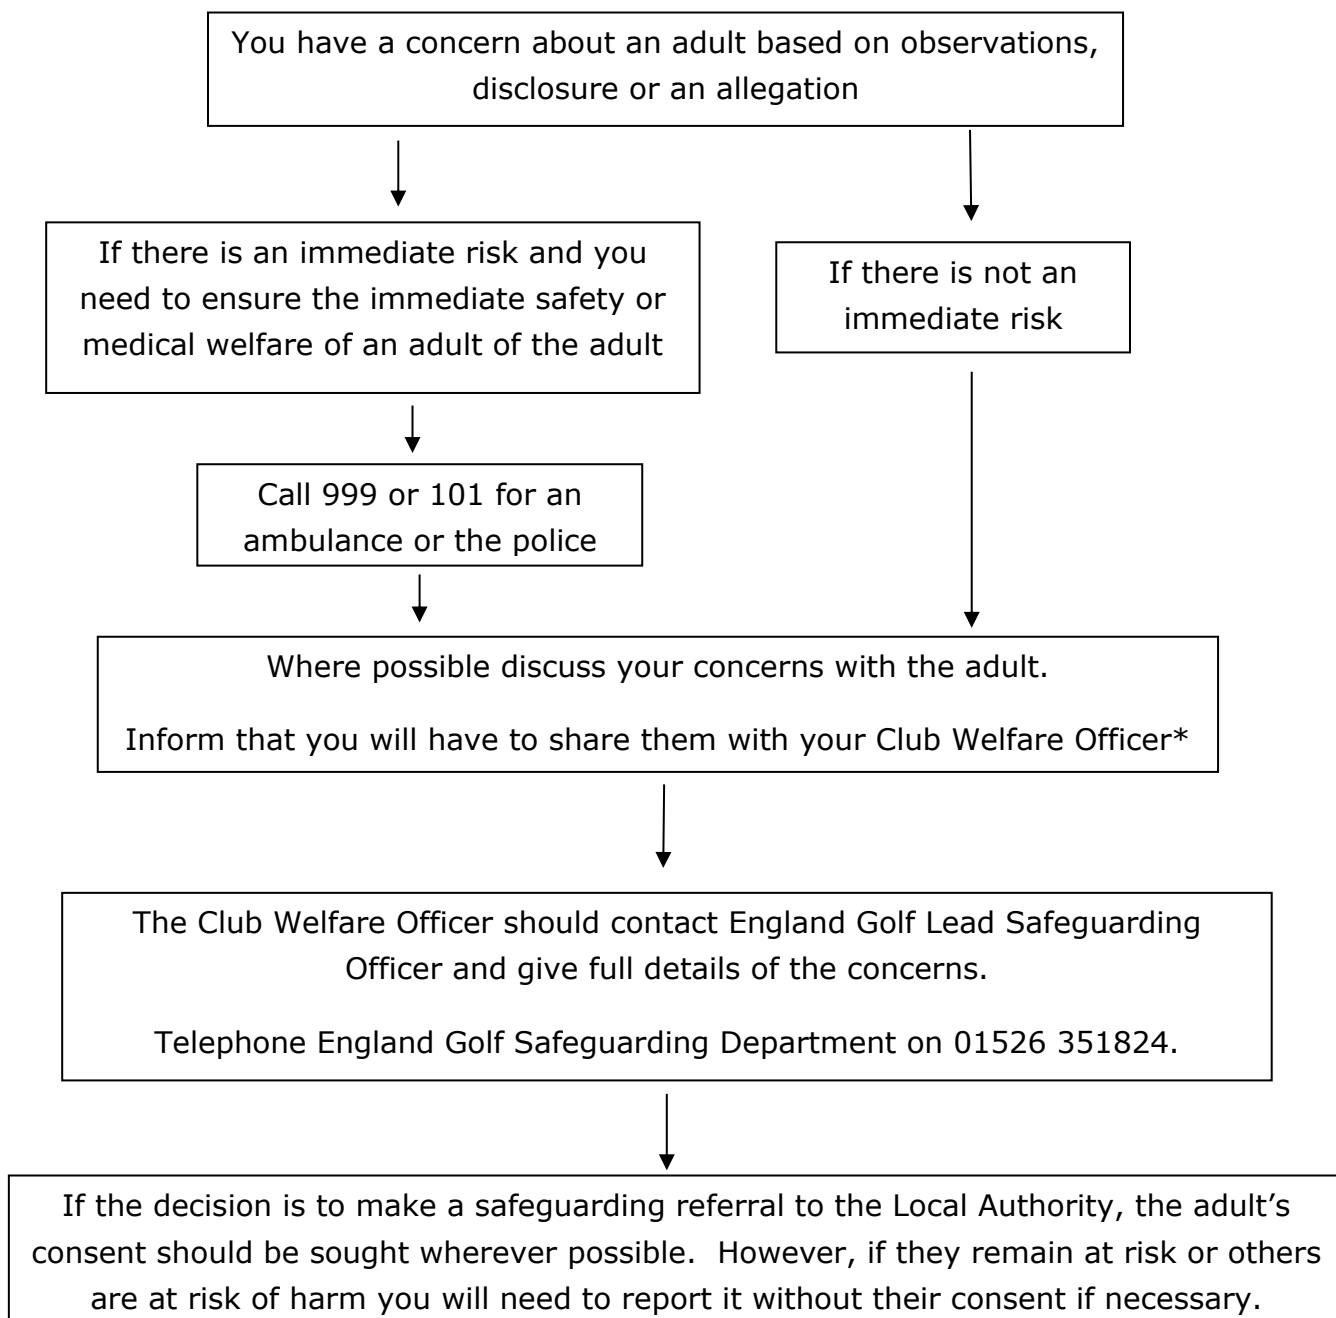 You have a concern about an adult based on observations,
disclosure or an allegation
If there is an immediate risk and you
need to ensure the immediate safety or
medical welfare of an adult of the adult
If there is not an
immediate risk
Call 999 or 101 for an
ambulance or the police
Where possible discuss your concerns with the adult.
Inform that you will have to share them with your Club Welfare Officer*
The Club Welfare Officer should contact England Golf Lead Safeguarding
Officer and give full details of the concerns.
Telephone England Golf Safeguarding Department on 01526 351824.
If the decision is to make a safeguarding referral to the Local Authority, the adult’s
consent should be sought wherever possible.  However, if they remain at risk or others
are at risk of harm you will need to report it without their consent if necessary.